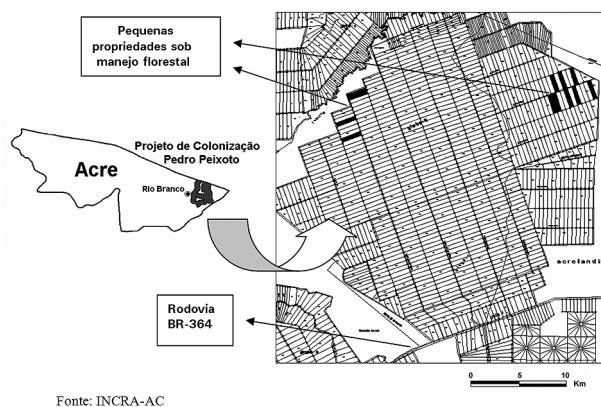 Pequenas
propriedades sob
manejo florestal
Projeto de Colonização
Pedro Peixoto
Acre
Rio Branco
acrelandi
Rodovia
BR-364
0 5 10
Km
Fonte: INCRA-AC